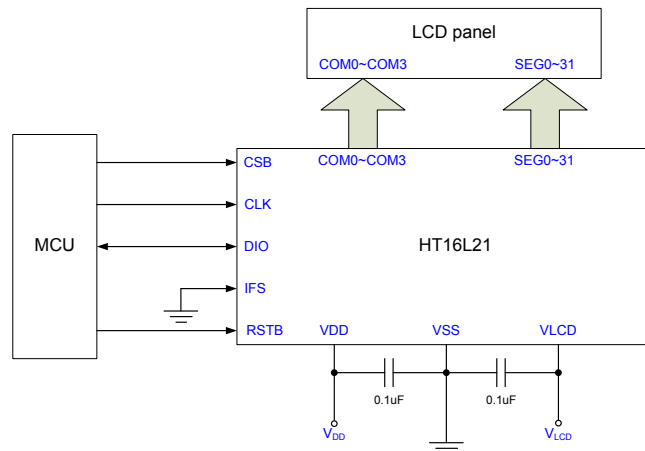 LCD panel
COM0~COM3 SEG0~31
COM0~COM3 SEG0~31
CSB
CLK
MCU DIO HT16L21
IFS
RSTB VDD VSS VLCD
0.1uF 0.1uF
VDD VLCD